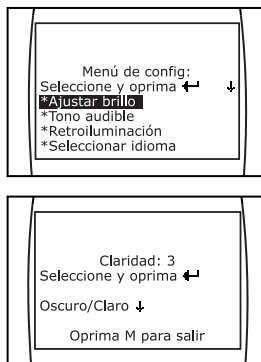 Menú de config:
Seleccione y oprima ↵ ↓
*Ajustar brillo
*Tono audible
*Retroiluminación
*Seleccionar idioma
Claridad: 3
Seleccione y oprima ↵
Oscuro/Claro ↓
Oprima M para salir